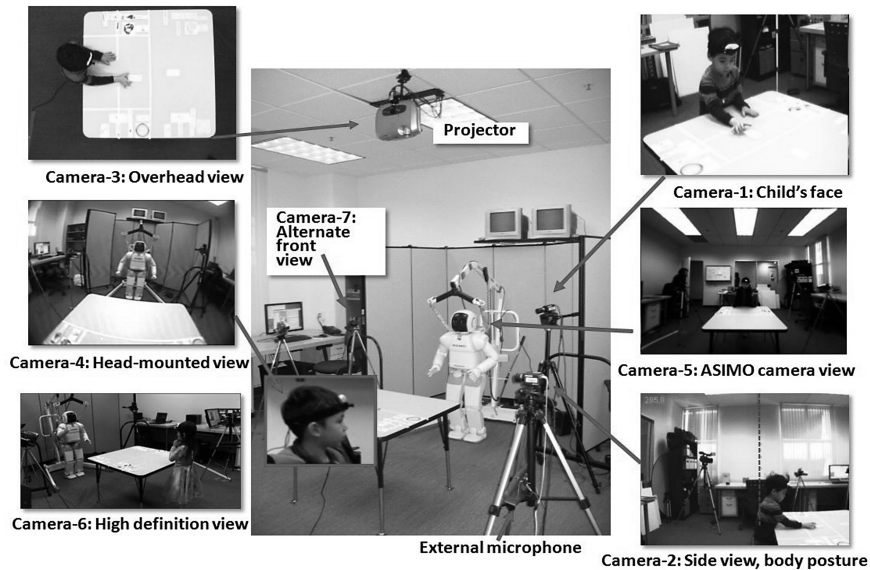 Projector
Camera-3: Overhead view
Camera-1: Child's face
Camera-7:
Alternate
front
view
Camera-4: Head-mounted view
Camera-5: ASIMO camera view
Camera-6: High definition view
External microphone
Camera-2: Side view, body posture